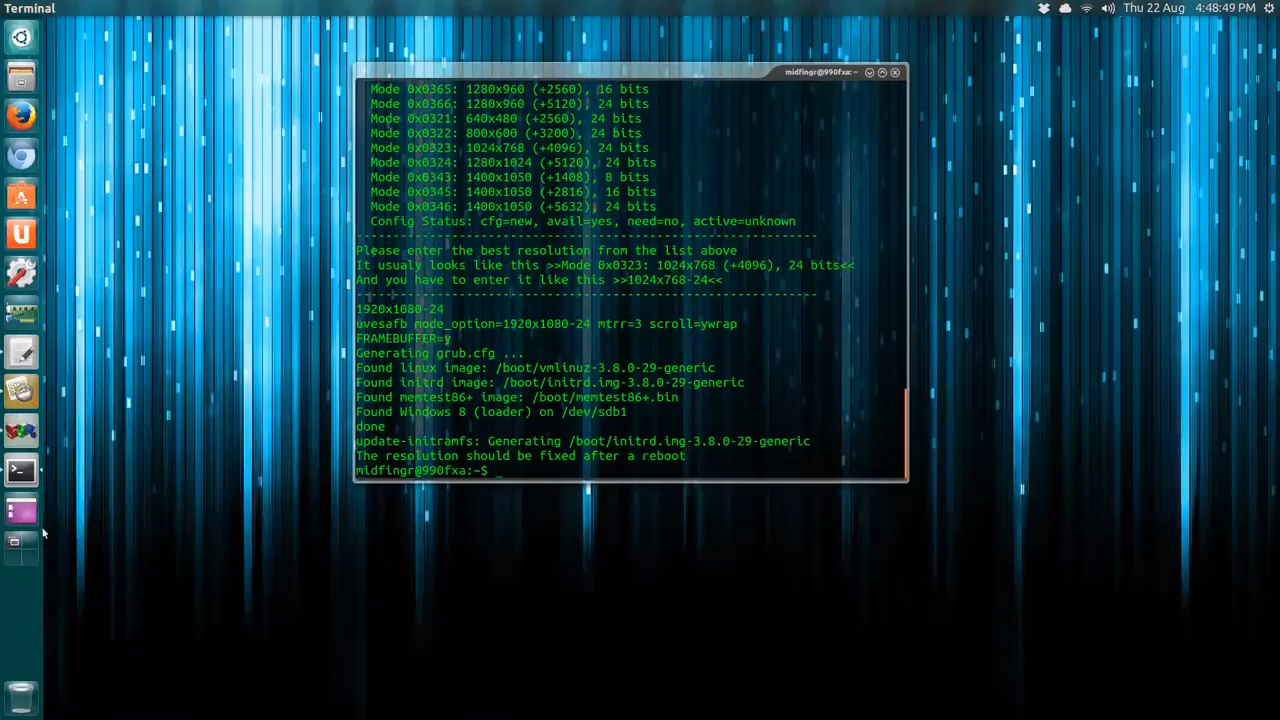 Terminal
Thu 22 Aug 4:48:49 PM
midfingr@990fxa: ~
Mode 0x0365: 1280x960 (+2560), 16 bits
Mode 0x0366: 1280x960 (+5120), 24 bits
Mode 0x0321: 640x480 (+2560), 24 bits
Mode 0x0322: 800x600 (+3200), 24 bits
Mode 0x0323: 1024x768 (+4096), 24 bits
Mode 0x0324: 1280x1024 (+5120), 24 bits
Mode 0x0343: 1400x1050 (+1408), 8 bits
Mode 0x0345: 1400x1050 (+2816), 16 bits
Mode 0x0346: 1400x1050 (+5632), 24 bits
Config Status: cfg=new, avail=yes, need=no, active=unknown
---------------------------------------------------------------
Please enter the best resolution from the list above
It usualy looks like this >>Mode 0x0323: 1024x768 (+4096), 24 bits<<
And you have to enter it like this >>1024x768-24<<
---------------------------------------------------------------
1920x1080-24
uvesafb mode_option=1920x1080-24 mtrr=3 scroll=ywrap
FRAMEBUFFER=y
Generating grub.cfg ...
Found linux image: /boot/vmlinuz-3.8.0-29-generic
Found initrd image: /boot/initrd.img-3.8.0-29-generic
Found memtest86+ image: /boot/memtest86+.bin
Found Windows 8 (loader) on /dev/sdb1
done
update-initramfs: Generating /boot/initrd.img-3.8.0-29-generic
The resolution should be fixed after a reboot
midfingr@990fxa:~$ _